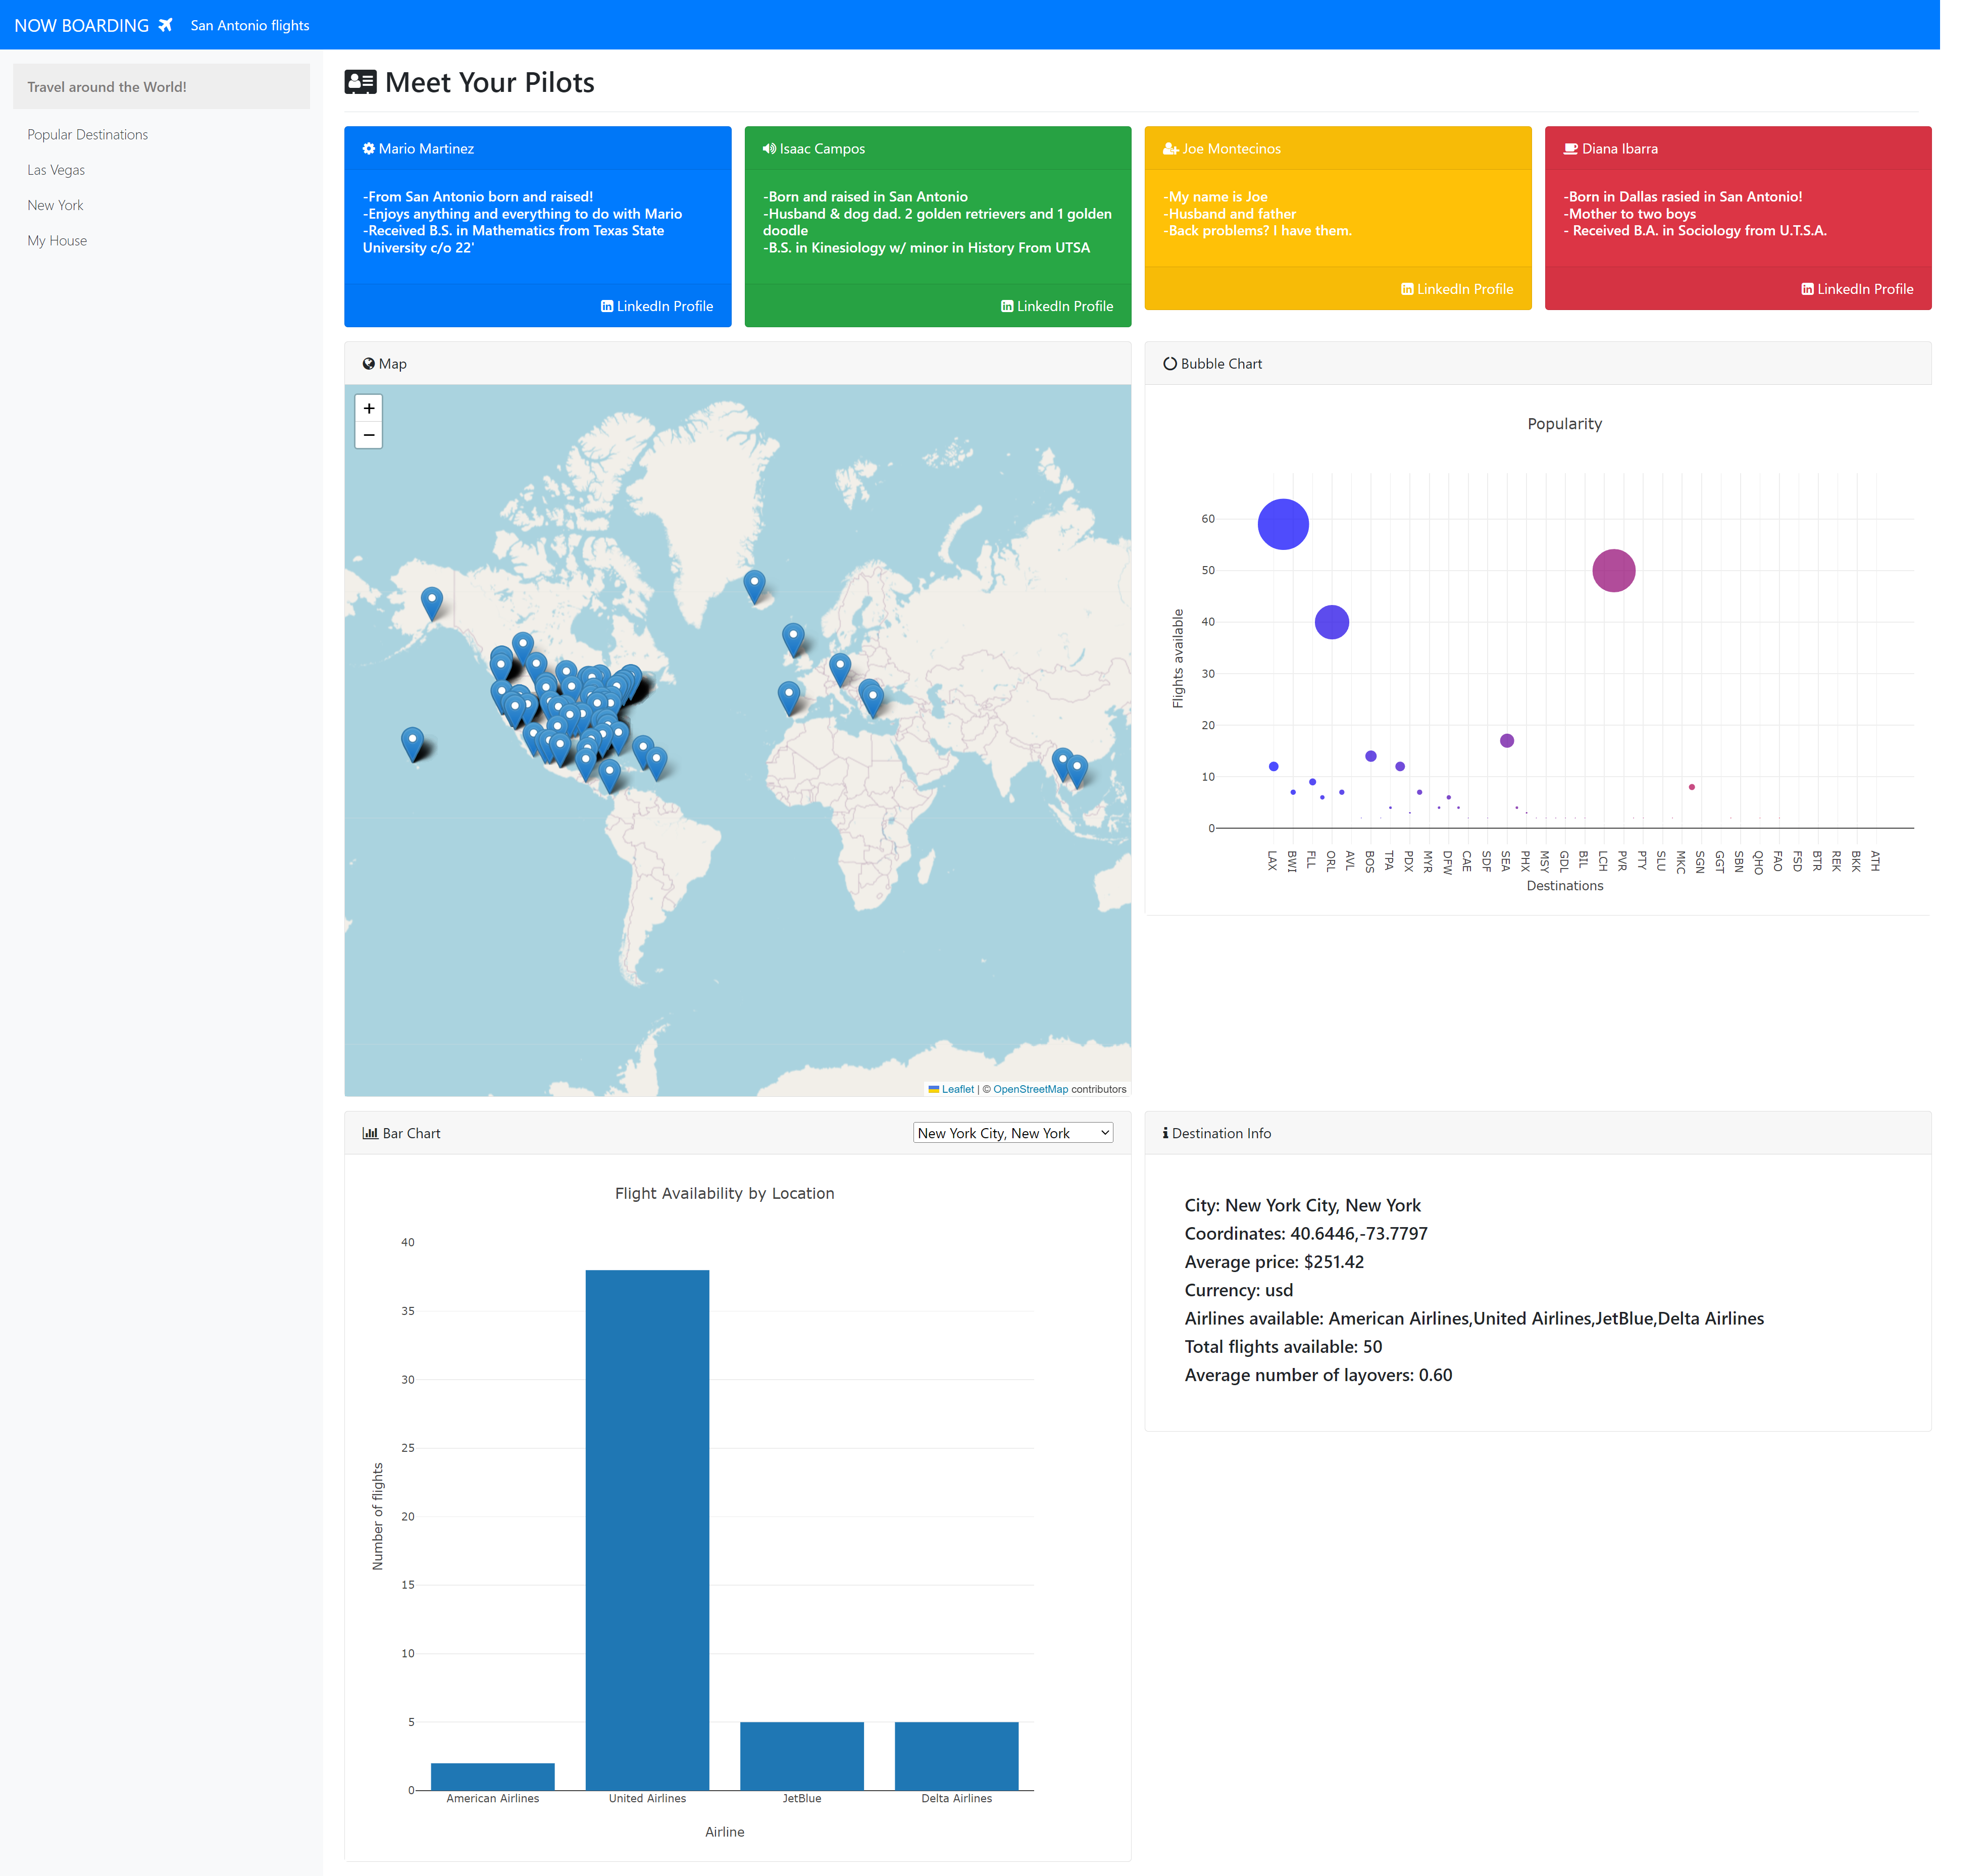 NOW BOARDING San Antonio flights
Travel around the World!
Popular Destinations
Las Vegas
New York
My House
Meet Your Pilots
Mario Martinez
-From San Antonio born and raised!
-Enjoys anything and everything to do with Mario
-Received B.S. in Mathematics from Texas State
University c/o 22'
LinkedIn Profile
Isaac Campos
-Born and raised in San Antonio
-Husband & dog dad. 2 golden retrievers and 1 golden
doodle
-B.S. in Kinesiology w/ minor in History From UTSA
LinkedIn Profile
Joe Montecinos
-My name is Joe
-Husband and father
-Back problems? I have them.
LinkedIn Profile
Diana Ibarra
-Born in Dallas rasied in San Antonio!
-Mother to two boys
- Received B.A. in Sociology from U.T.S.A.
LinkedIn Profile
Map
+
−
Leaflet | © OpenStreetMap contributors
Bubble Chart
Popularity
Flights available
60
50
40
30
20
10
0
LAX BWI FLL ORL AVL BOS TPA PDX MYR DFW CAE SDF SEA PHX MSY GDL BIL LCH PVR PTY SLU MKC SGN GGT SBN QHO FAO FSD BTR REK BKK ATH
Destinations
Bar Chart New York City, New York
Flight Availability by Location
Number of flights
40
35
30
25
20
15
10
5
0
American Airlines United Airlines JetBlue Delta Airlines
Airline
Destination Info
City: New York City, New York
Coordinates: 40.6446,-73.7797
Average price: $251.42
Currency: usd
Airlines available: American Airlines,United Airlines,JetBlue,Delta Airlines
Total flights available: 50
Average number of layovers: 0.60